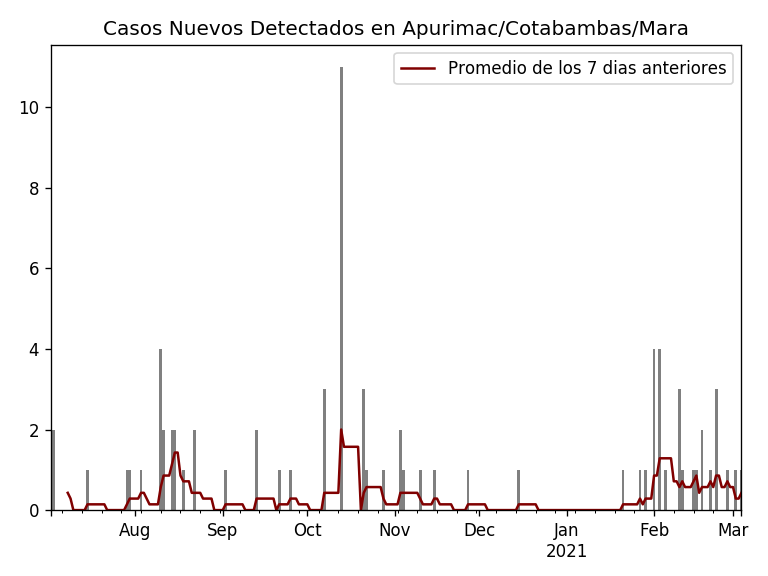 Casos Nuevos Detectados en Apurimac/Cotabambas/Mara
Promedio de los 7 dias anteriores
10
8
6
4
2
0
Aug Sep Oct Nov Dec Jan Feb Mar
2021